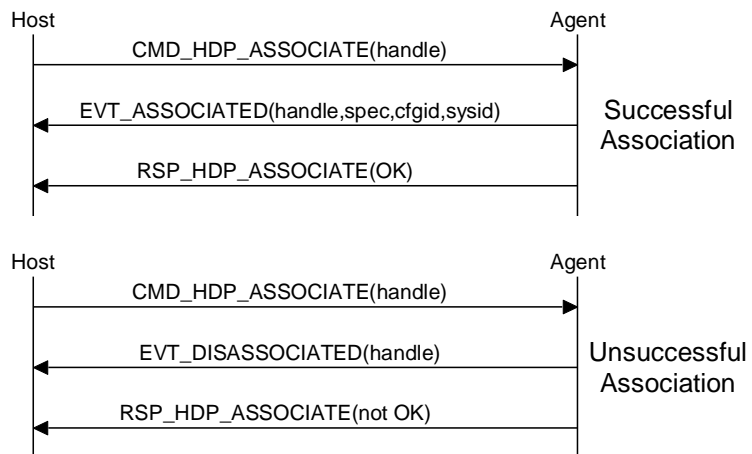 Host Agent
CMD_HDP_ASSOCIATE(handle)
EVT_ASSOCIATED(handle,spec,cfgid,sysid)
Successful
Association
RSP_HDP_ASSOCIATE(OK)
Host Agent
CMD_HDP_ASSOCIATE(handle)
EVT_DISASSOCIATED(handle)
Unsuccessful
Association
RSP_HDP_ASSOCIATE(not OK)